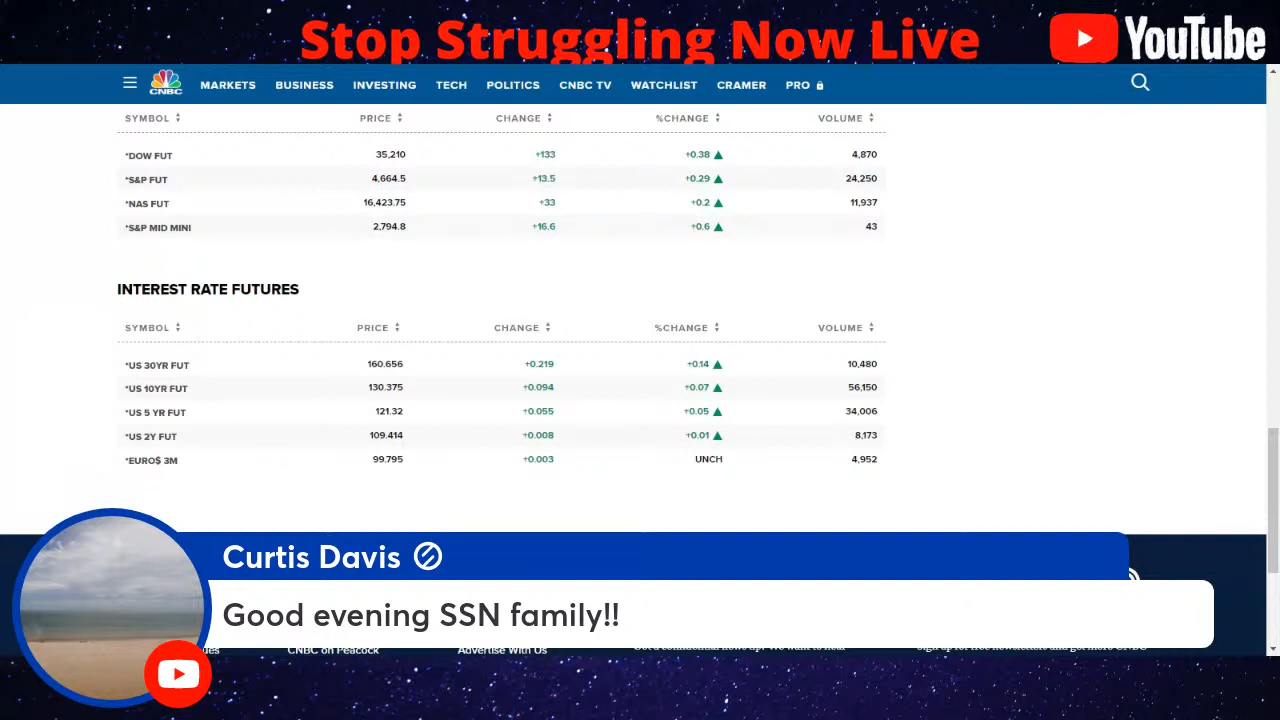 Stop Struggling Now Live
YouTube
CNBC MARKETS BUSINESS INVESTING TECH POLITICS CNBC TV WATCHLIST CRAMER PRO
SYMBOL PRICE CHANGE %CHANGE VOLUME
*DOW FUT 35,210 +133 +0.38 4,870
*S&P FUT 4,664.5 +13.5 +0.29 24,250
*NAS FUT 16,423.75 +33 +0.2 11,937
*S&P MID MINI 2,794.8 +16.6 +0.6 43
INTEREST RATE FUTURES
SYMBOL PRICE CHANGE %CHANGE VOLUME
*US 30YR FUT 160.656 +0.219 +0.14 10,480
*US 10YR FUT 130.375 +0.094 +0.07 56,150
*US 5 YR FUT 121.32 +0.055 +0.05 34,006
*US 2Y FUT 109.414 +0.008 +0.01 8,173
*EURO$ 3M 99.795 +0.003 UNCH 4,952
Curtis Davis
Good evening SSN family!!
CNBC on Peacock Advertise With Us